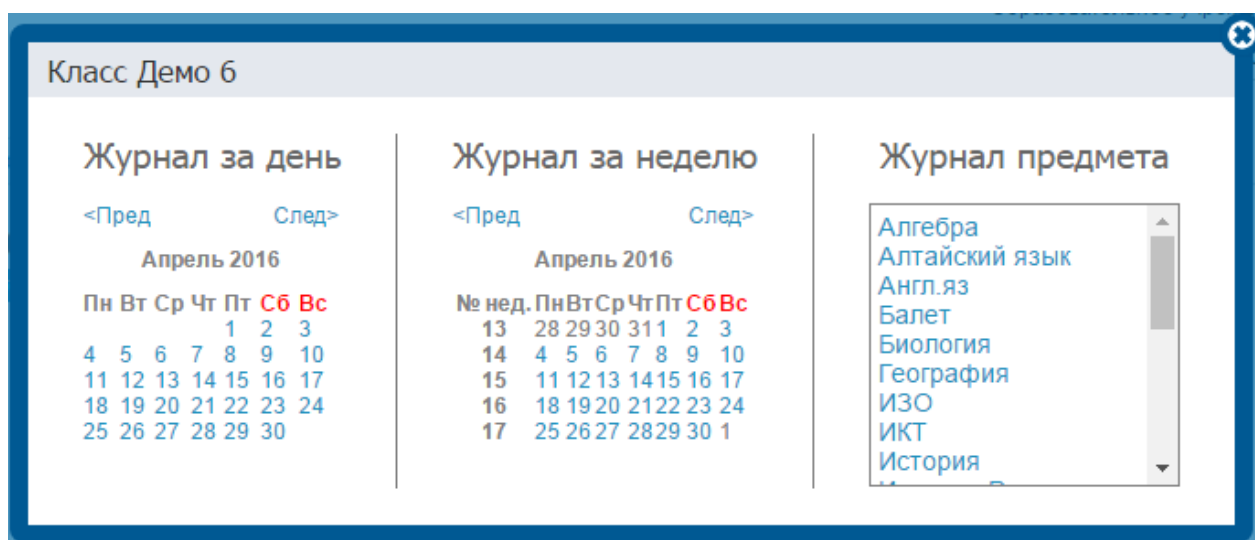 Класс Демо 6
Журнал за день
<Пред След>
Апрель 2016
Пн Вт Ср Чт Пт Сб Вс
1 2 3
4 5 6 7 8 9 10
11 12 13 14 15 16 17
18 19 20 21 22 23 24
25 26 27 28 29 30
Журнал за неделю
<Пред След>
Апрель 2016
№ нед. Пн Вт Ср Чт Пт Сб Вс
13 28 29 30 31 1 2 3
14 4 5 6 7 8 9 10
15 11 12 13 14 15 16 17
16 18 19 20 21 22 23 24
17 25 26 27 28 29 30 1
Журнал предмета
Алгебра
Алтайский язык
Англ.яз
Балет
Биология
География
ИЗО
ИКТ
История